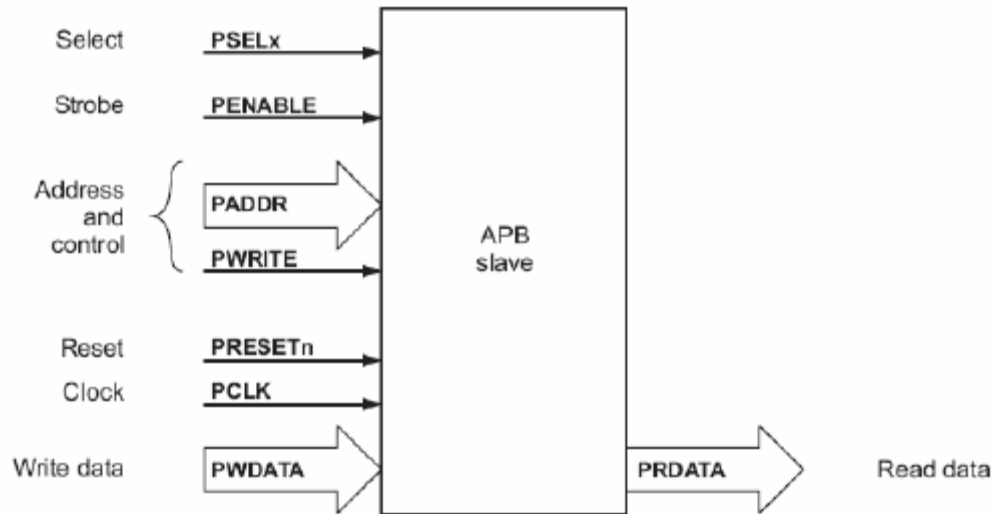 Select
PSELx
Strobe
PENABLE
Address
and
control
PADDR
PWRITE
APB
slave
Reset
PRESETn
Clock
PCLK
Write data
PWDATA
PRDATA
Read data